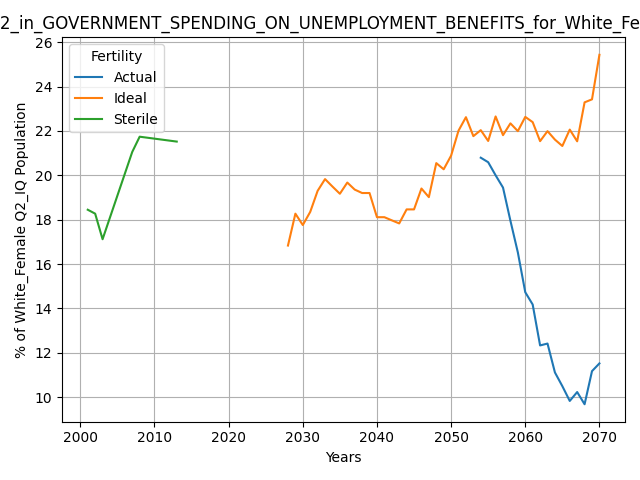 2_in_GOVERNMENT_SPENDING_ON_UNEMPLOYMENT_BENEFITS_for_White_Fe
Fertility
Actual
Ideal
Sterile
% of White_Female Q2_IQ Population
26
24
22
20
18
16
14
12
10
2000 2010 2020 2030 2040 2050 2060 2070
Years